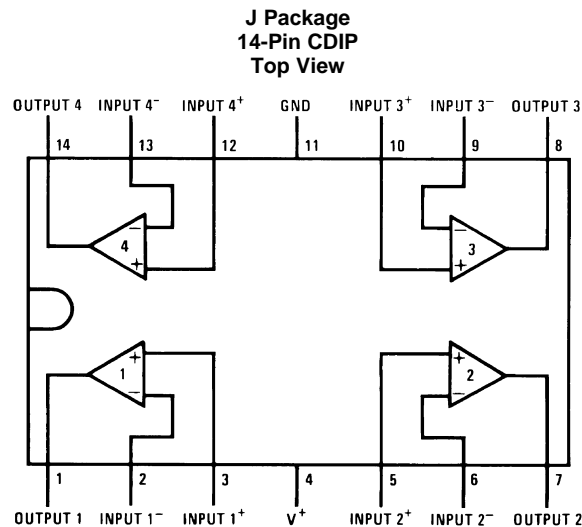 J Package
14-Pin CDIP
Top View
OUTPUT 4 INPUT 4⁻ INPUT 4⁺ GND INPUT 3⁺ INPUT 3⁻ OUTPUT 3
14 13 12 11 10 9 8
− −
4 3
+ +
+ +
1 2
− −
1 2 3 4 5 6 7
OUTPUT 1 INPUT 1⁻ INPUT 1⁺ V⁺ INPUT 2⁺ INPUT 2⁻ OUTPUT 2